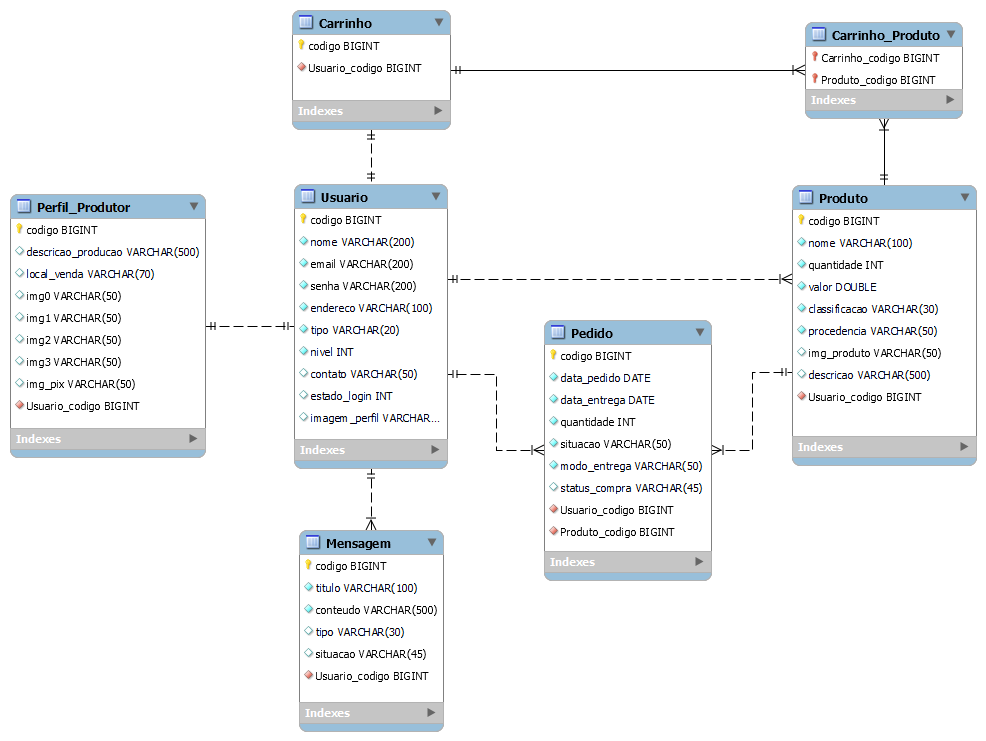 Carrinho
codigo BIGINT
Usuario_codigo BIGINT
Indexes
Carrinho_Produto
Carrinho_codigo BIGINT
Produto_codigo BIGINT
Indexes
Perfil_Produtor
codigo BIGINT
descricao_producao VARCHAR(500)
local_venda VARCHAR(70)
img0 VARCHAR(50)
img1 VARCHAR(50)
img2 VARCHAR(50)
img3 VARCHAR(50)
img_pix VARCHAR(50)
Usuario_codigo BIGINT
Indexes
Usuario
codigo BIGINT
nome VARCHAR(200)
email VARCHAR(200)
senha VARCHAR(200)
endereco VARCHAR(100)
tipo VARCHAR(20)
nivel INT
contato VARCHAR(50)
estado_login INT
imagem_perfil VARCHAR...
Indexes
Produto
codigo BIGINT
nome VARCHAR(100)
quantidade INT
valor DOUBLE
classificacao VARCHAR(30)
procedencia VARCHAR(50)
img_produto VARCHAR(50)
descricao VARCHAR(500)
Usuario_codigo BIGINT
Indexes
Pedido
codigo BIGINT
data_pedido DATE
data_entrega DATE
quantidade INT
situacao VARCHAR(50)
modo_entrega VARCHAR(50)
status_compra VARCHAR(45)
Usuario_codigo BIGINT
Produto_codigo BIGINT
Indexes
Mensagem
codigo BIGINT
titulo VARCHAR(100)
conteudo VARCHAR(500)
tipo VARCHAR(30)
situacao VARCHAR(45)
Usuario_codigo BIGINT
Indexes